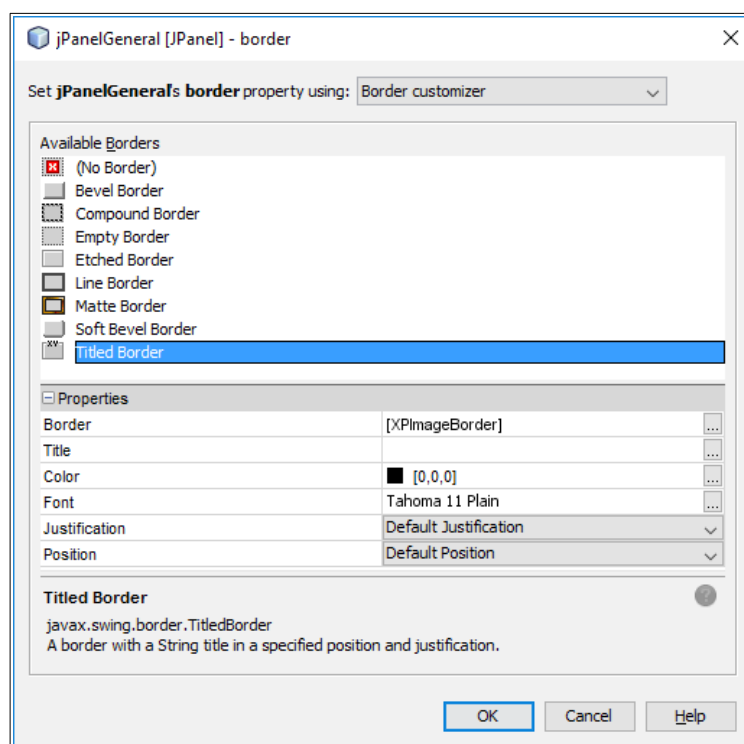 jPanelGeneral [JPanel] - border
Set jPanelGeneral's border property using: Border customizer
Available Borders
(No Border)
Bevel Border
Compound Border
Empty Border
Etched Border
Line Border
Matte Border
Soft Bevel Border
XY Titled Border
Properties
Border [XPImageBorder] ...
Title ...
Color [0,0,0] ...
Font Tahoma 11 Plain ...
Justification Default Justification
Position Default Position
Titled Border ?
javax.swing.border.TitledBorder
A border with a String title in a specified position and justification.
OK Cancel Help